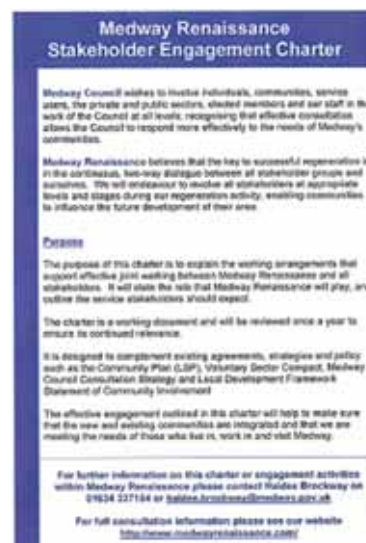 Medway Renaissance
Stakeholder Engagement Charter
Medway Council wishes to involve individuals, communities, service
users, the private and public sectors, elected members and our staff in the
work of the Council at all levels, recognising that effective consultation
allows the Council to respond more effectively to the needs of Medway's
communities.
Medway Renaissance believes that the key to successful regeneration is
in the continuous, two-way dialogue between all stakeholder groups and
ourselves. We will endeavour to involve all stakeholders at appropriate
levels and stages during our regeneration activity, enabling communities
to influence the future development of their area.
Purpose
The purpose of this charter is to explain the working arrangements that
support effective joint working between Medway Renaissance and all
stakeholders. It will state the role that Medway Renaissance will play, and
outline the service stakeholders should expect.
The charter is a working document and will be reviewed once a year to
ensure its continued relevance.
It is designed to complement existing agreements, strategies and policy
such as the Community Plan (LSP), Voluntary Sector Compact, Medway
Council Consultation Strategy and Local Development Framework
Statement of Community Involvement
The effective engagement outlined in this charter will help to make sure
that the new and existing communities are integrated and that we are
meeting the needs of those who live in, work in and visit Medway.
For further information on this charter or engagement activities
within Medway Renaissance please contact Brockway on
01634 or
For full consultation information please see our website
http://www.medwayrenaissance.com/